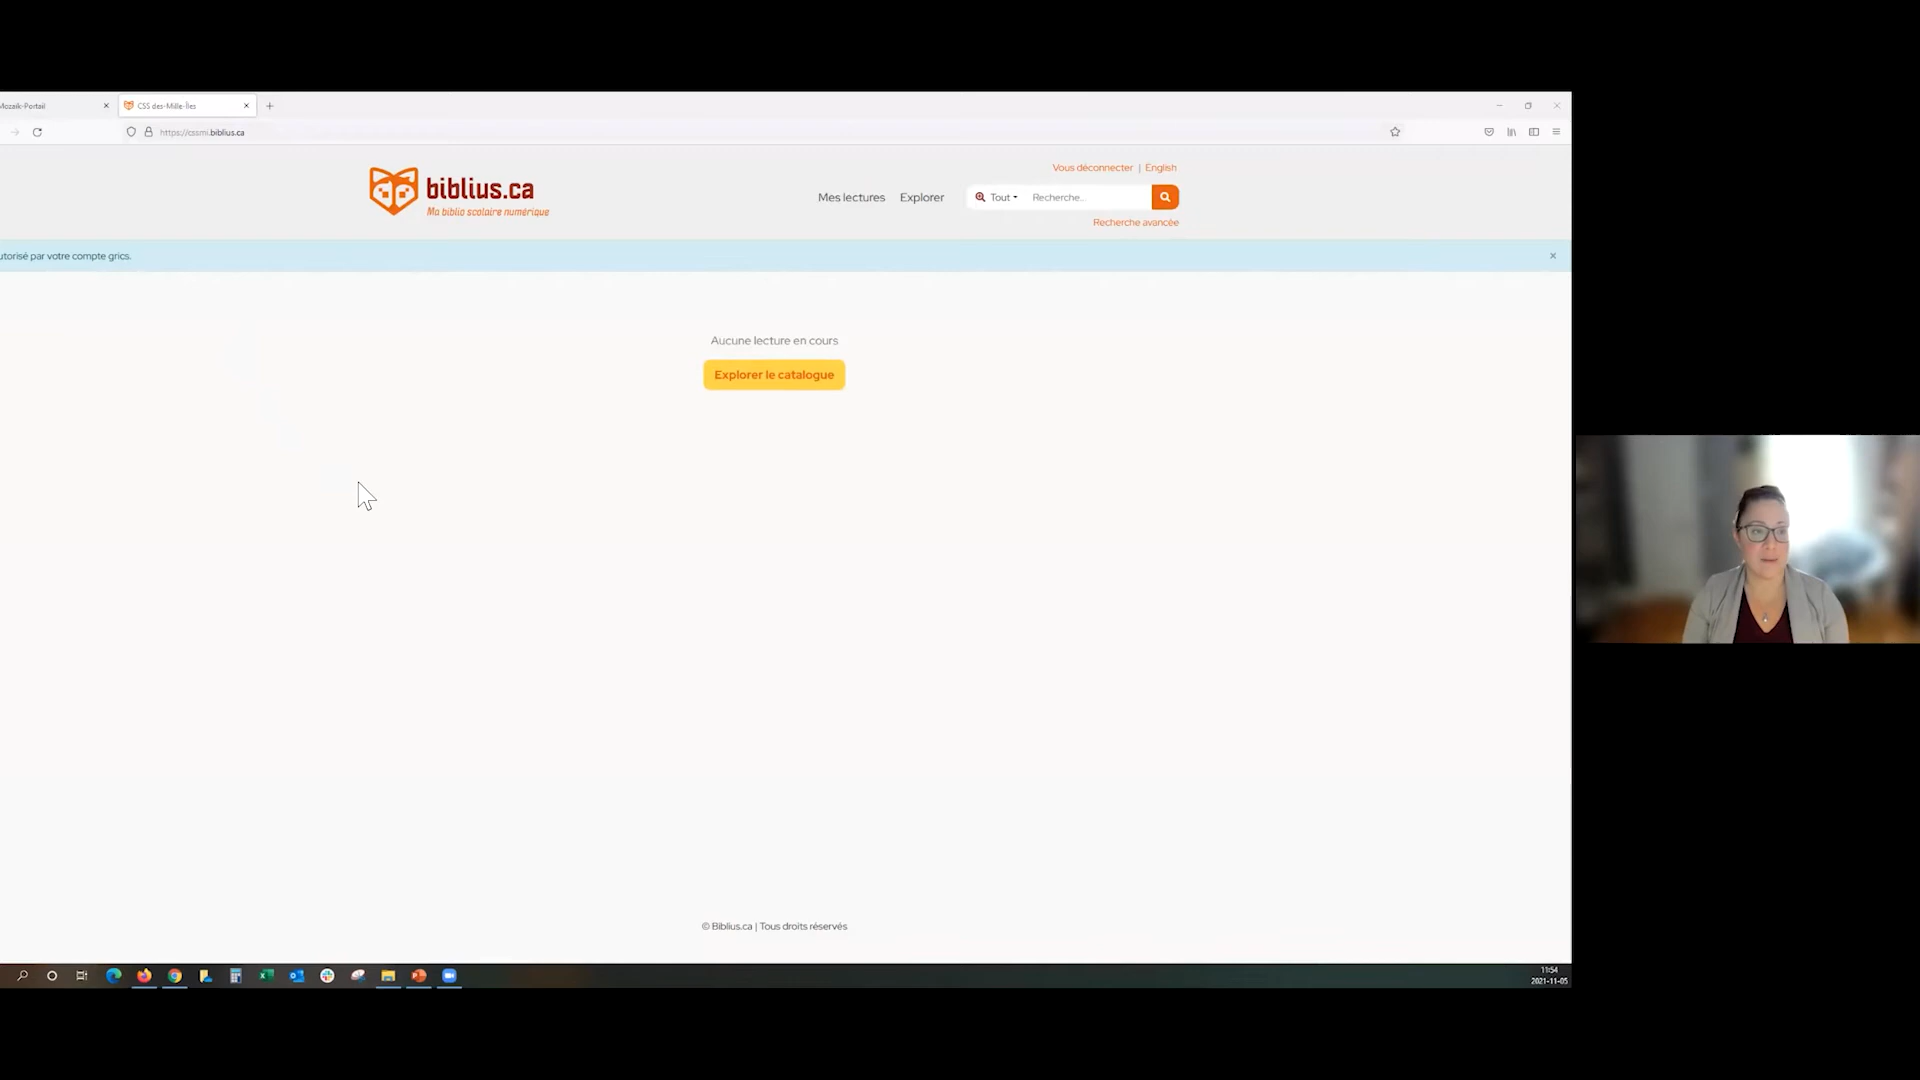 Mozaïk-Portail
CSS des-Mille-Îles
https://cssmi.biblius.ca
Vous déconnecter | English
biblius.ca
Ma biblio scolaire numérique
Mes lectures Explorer
Tout
Recherche..
Recherche avancée
par votre compte grics.
Aucune lecture en cours
Explorer le catalogue
© Biblius.ca | Tous droits réservés
11:54
2021-11-05